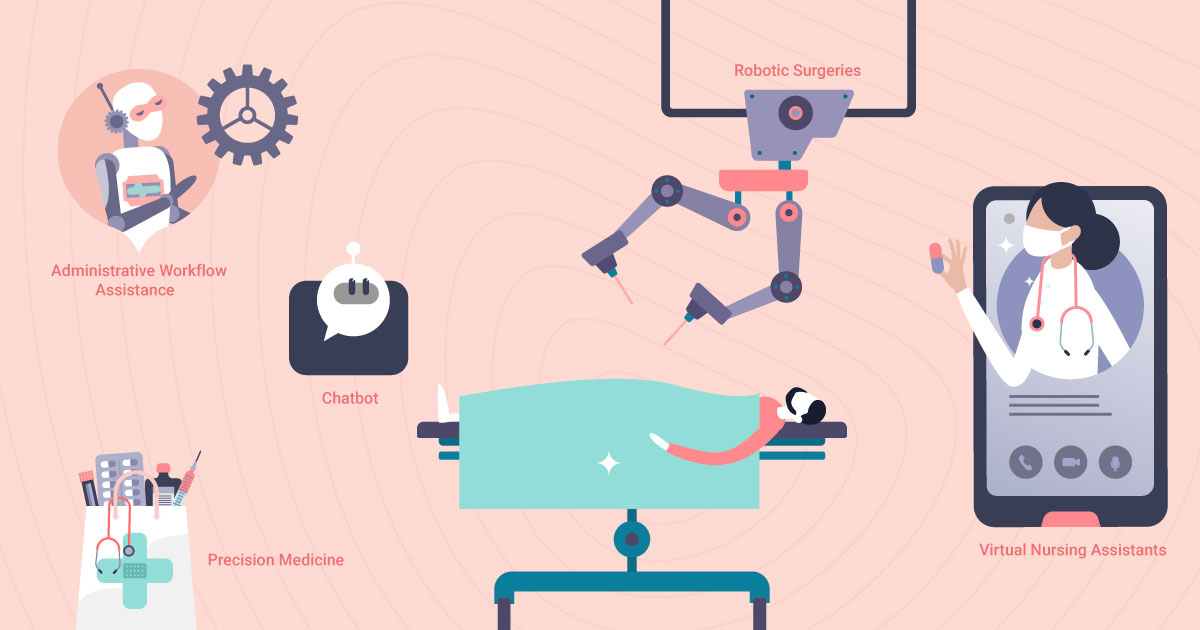 Robotic Surgeries
Administrative Workflow
Assistance
Chatbot
Precision Medicine
Virtual Nursing Assistants